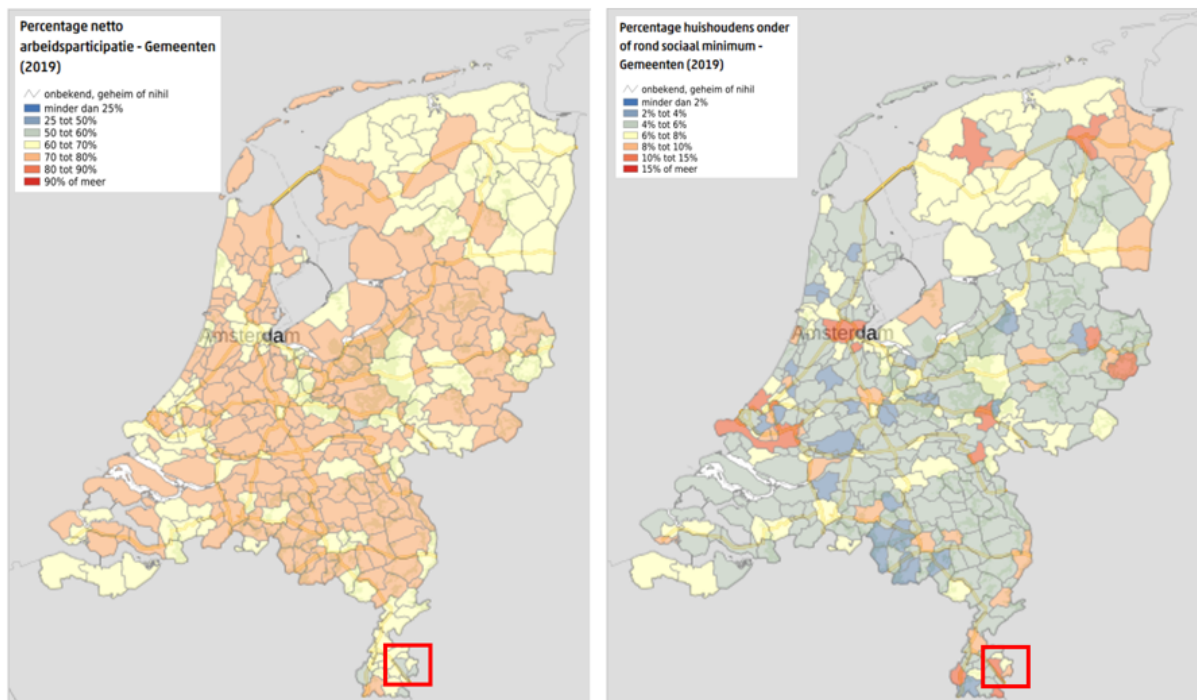 Percentage netto
arbeidsparticipatie - Gemeenten
(2019)
onbekend, geheim of nihil
minder dan 25%
25 tot 50%
50 tot 60%
60 tot 70%
70 tot 80%
80 tot 90%
90% of meer
Amsterdam
Percentage huishoudens onder
of rond sociaal minimum -
Gemeenten (2019)
onbekend, geheim of nihil
minder dan 2%
2% tot 4%
4% tot 6%
6% tot 8%
8% tot 10%
10% tot 15%
15% of meer
Amsterdam